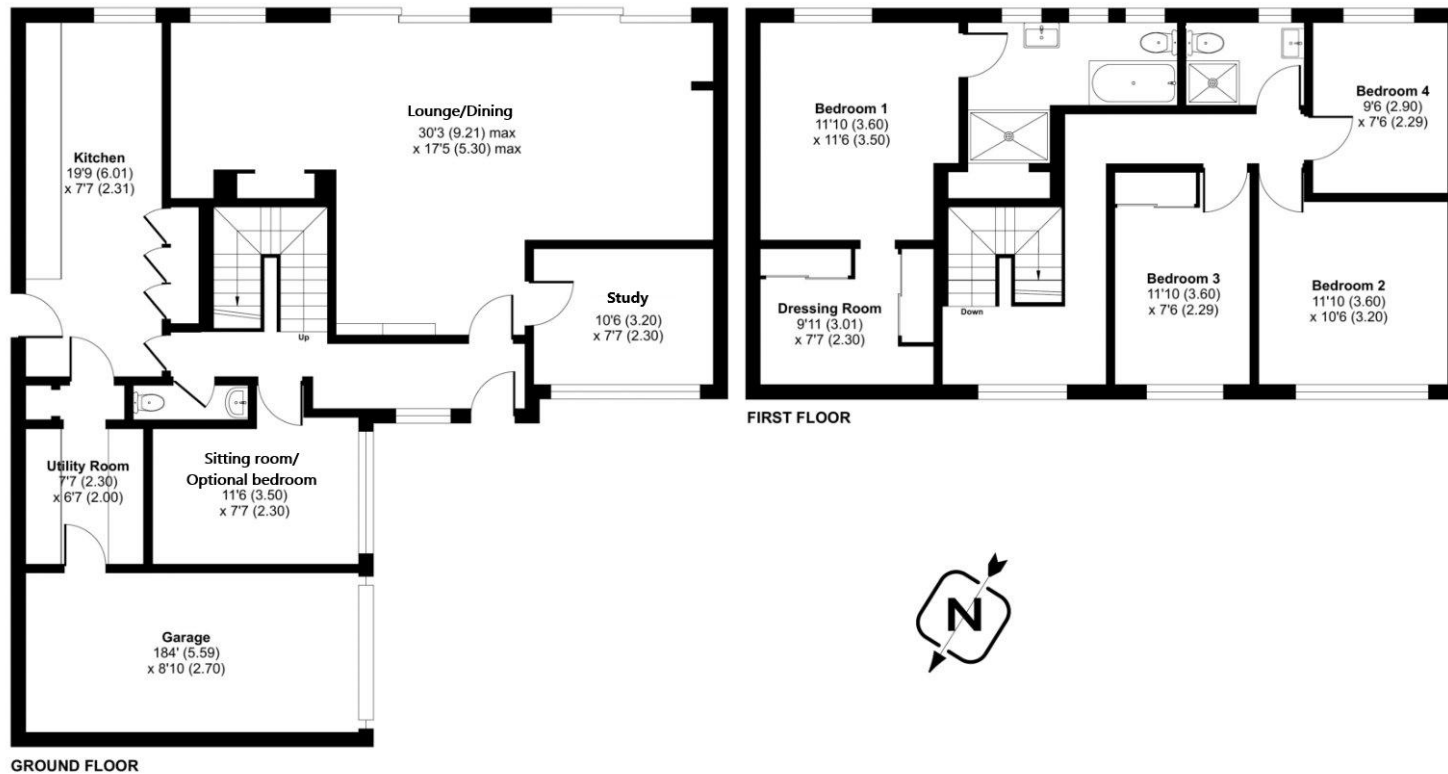 Kitchen
19'9 (6.01)
x 7'7 (2.31)
Lounge/Dining
30'3 (9.21) max
x 17'5 (5.30) max
Study
10'6 (3.20)
x 7'7 (2.30)
Up
Utility Room
7'7 (2.30)
x 6'7 (2.00)
Sitting room/
Optional bedroom
11'6 (3.50)
x 7'7 (2.30)
Garage
184' (5.59)
x 8'10 (2.70)
GROUND FLOOR
Bedroom 1
11'10 (3.60)
x 11'6 (3.50)
Bedroom 4
9'6 (2.90)
x 7'6 (2.29)
Dressing Room
9'11 (3.01)
x 7'7 (2.30)
Down
Bedroom 3
11'10 (3.60)
x 7'6 (2.29)
Bedroom 2
11'10 (3.60)
x 10'6 (3.20)
FIRST FLOOR
N